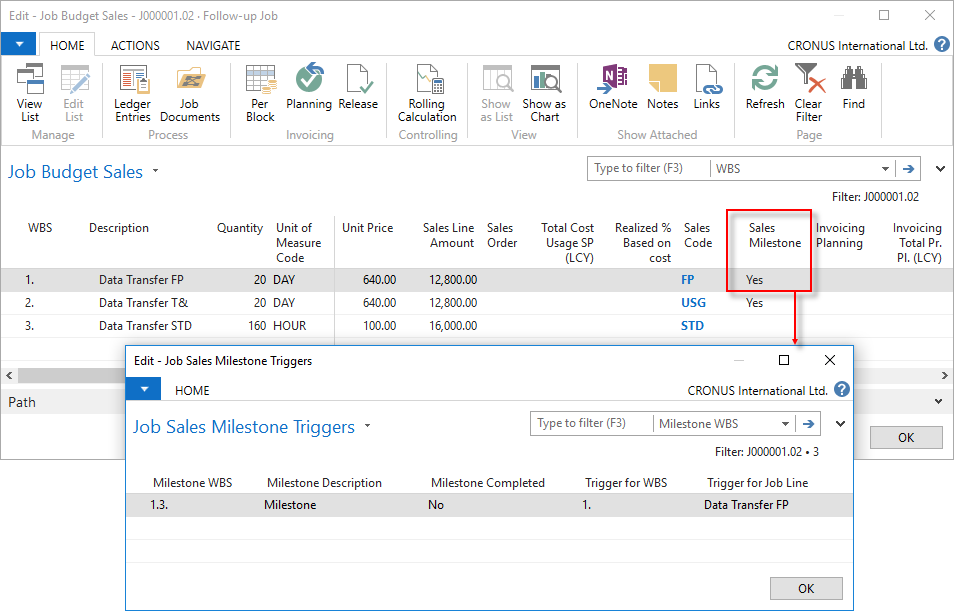 Edit - Job Budget Sales - J000001.02 · Follow-up Job
HOME ACTIONS NAVIGATE CRONUS International Ltd. ?
View List
Edit List
Ledger Entries
Job Documents
Per Block
Planning
Release
Rolling Calculation
Show as List
Show as Chart
OneNote
Notes
Links
Refresh
Clear Filter
Find
Manage Process Invoicing Controlling View Show Attached Page
Job Budget Sales
Type to filter (F3) WBS
Filter: J000001.02
WBS Description Quantity Unit of Measure Code Unit Price Sales Line Amount Sales Order Total Cost Usage SP (LCY) Realized % Based on cost Sales Code Sales Milestone Invoicing Planning Invoicing Total Pr. Pl. (LCY)
1. Data Transfer FP 20 DAY 640.00 12,800.00 FP Yes
2. Data Transfer T& 20 DAY 640.00 12,800.00 USG Yes
3. Data Transfer STD 160 HOUR 100.00 16,000.00 STD
Path
OK
Edit - Job Sales Milestone Triggers
HOME CRONUS International Ltd. ?
Job Sales Milestone Triggers
Type to filter (F3) Milestone WBS
Filter: J000001.02 • 3
Milestone WBS Milestone Description Milestone Completed Trigger for WBS Trigger for Job Line
1.3. Milestone No 1. Data Transfer FP
OK